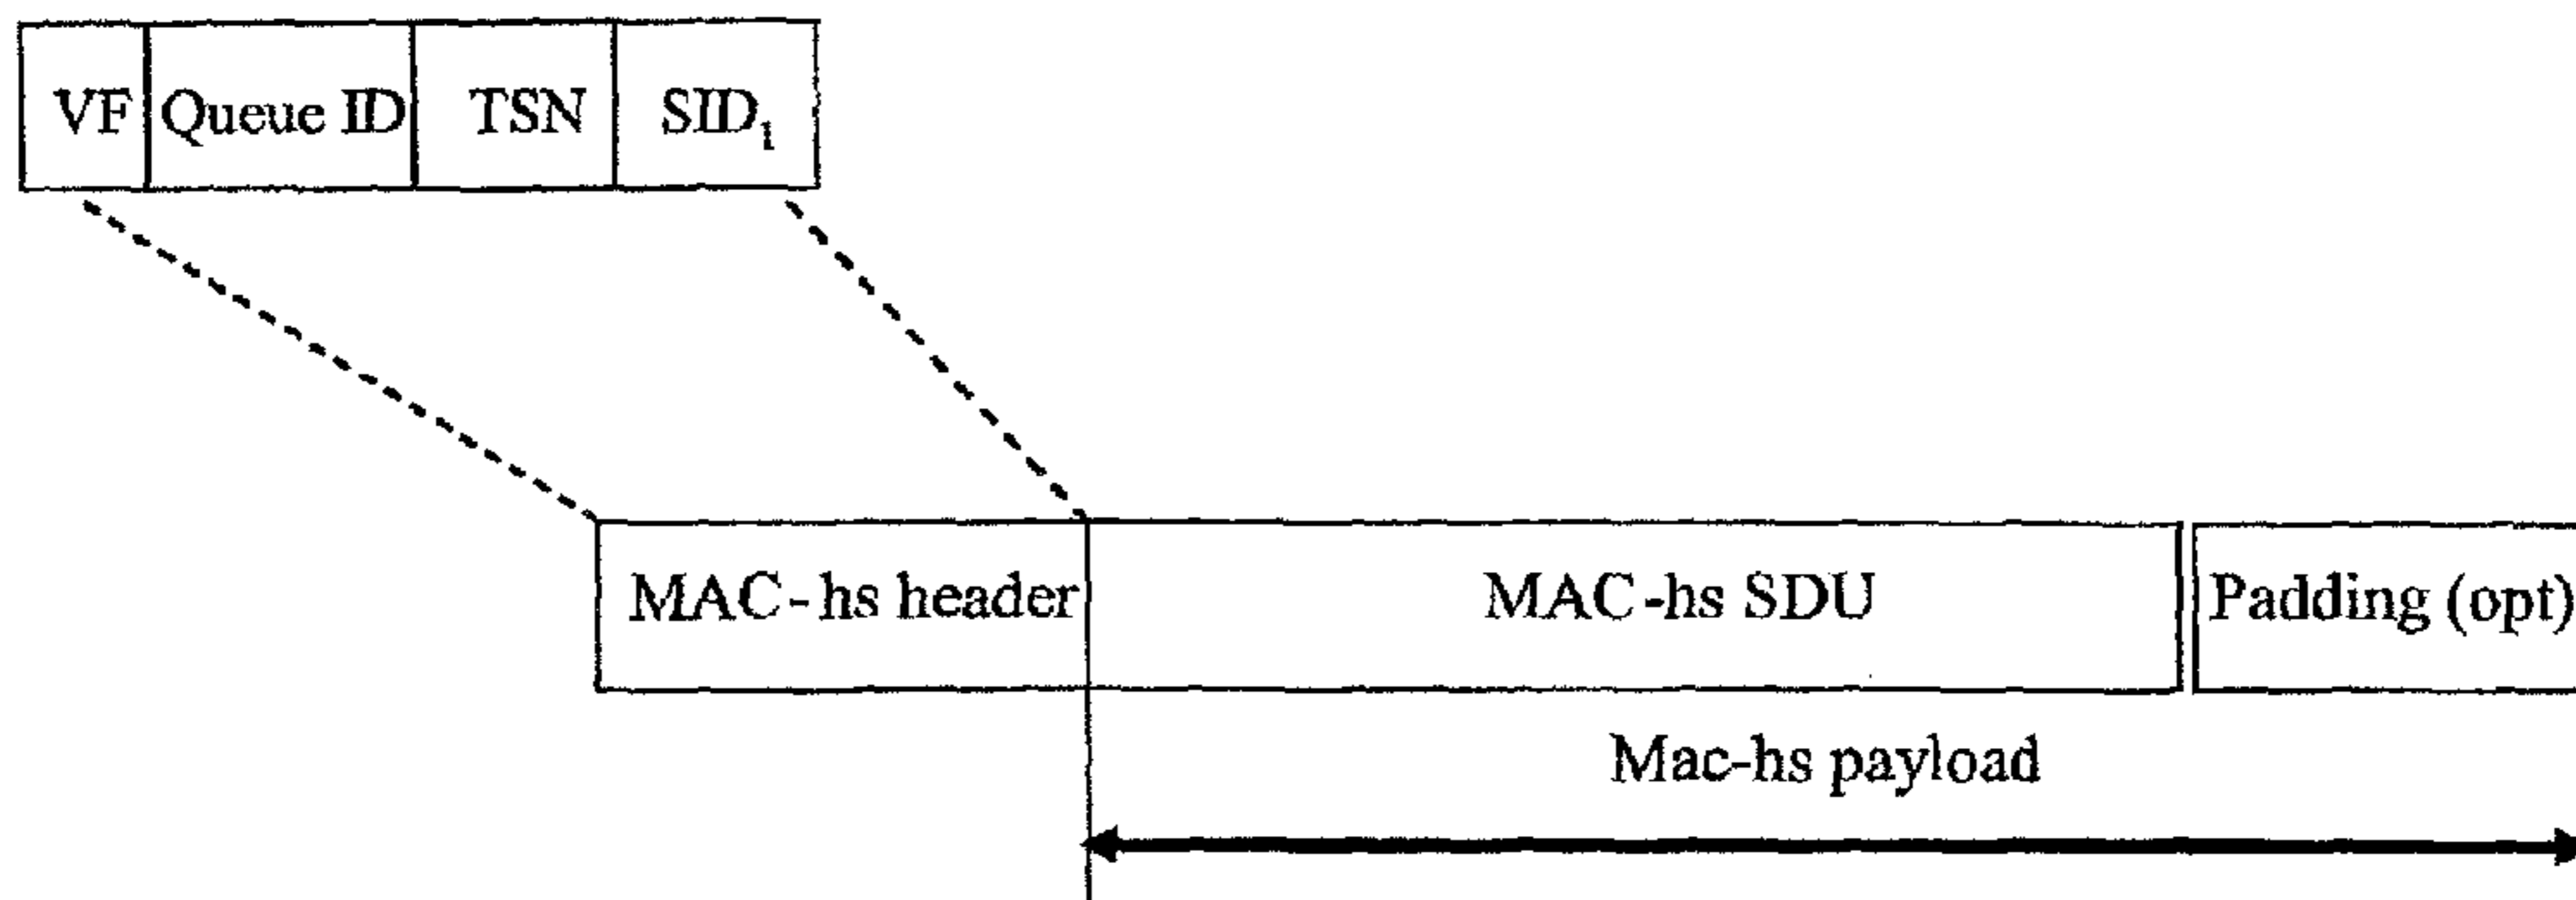 VF Queue ID TSN SID1
MAC-hs header MAC-hs SDU Padding (opt)
Mac-hs payload